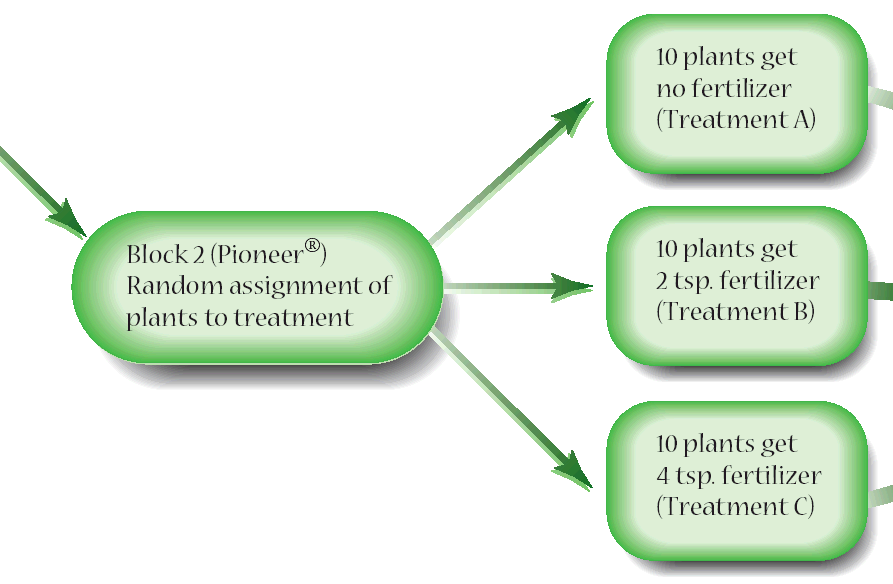 10 plants get
no fertilizer
(Treatment A)
Block 2 (Pioneer®)
Random assignment of
plants to treatment
10 plants get
2 tsp. fertilizer
(Treatment B)
10 plants get
4 tsp. fertilizer
(Treatment C)